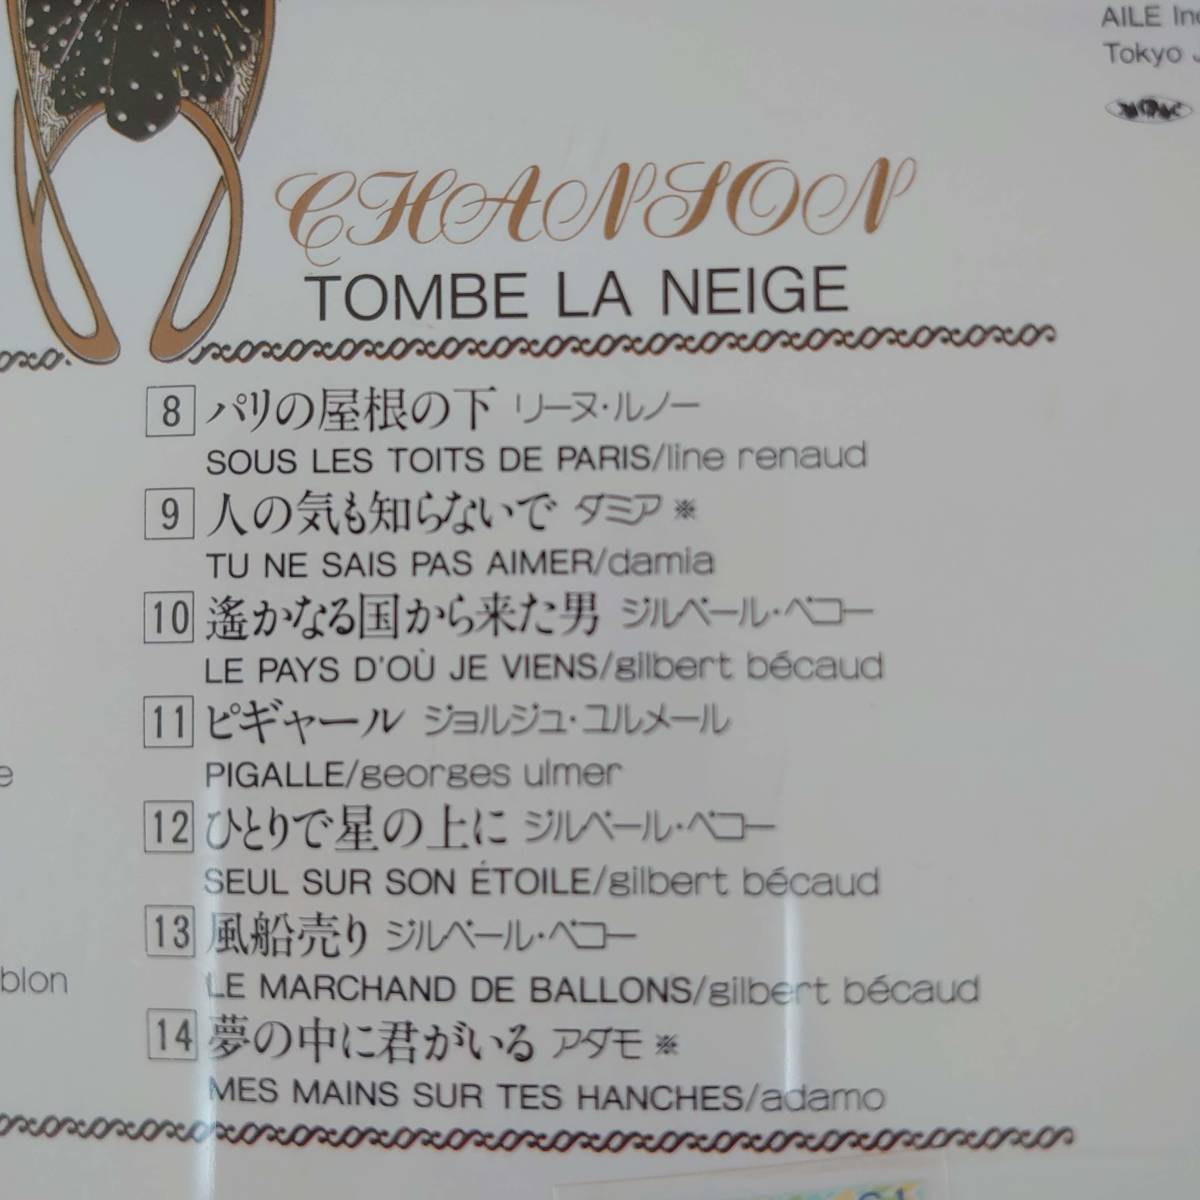 AILE Inc
Tokyo J
CHANSON
TOMBE LA NEIGE
8 パリの屋根の下 リーヌ・ルノー
SOUS LES TOITS DE PARIS/line renaud
9 人の気も知らないで ダミア ※
TU NE SAIS PAS AIMER/damia
10 遙かなる国から来た男 ジルベール・ベコー
LE PAYS D'OÙ JE VIENS/gilbert bécaud
11 ピギャール ジョルジュ・ユルメール
PIGALLE/georges ulmer
12 ひとりで星の上に ジルベール・ベコー
SEUL SUR SON ÉTOILE/gilbert bécaud
13 風船売り ジルベール・ベコー
LE MARCHAND DE BALLONS/gilbert bécaud
14 夢の中に君がいる アダモ ※
MES MAINS SUR TES HANCHES/adamo
e
blon